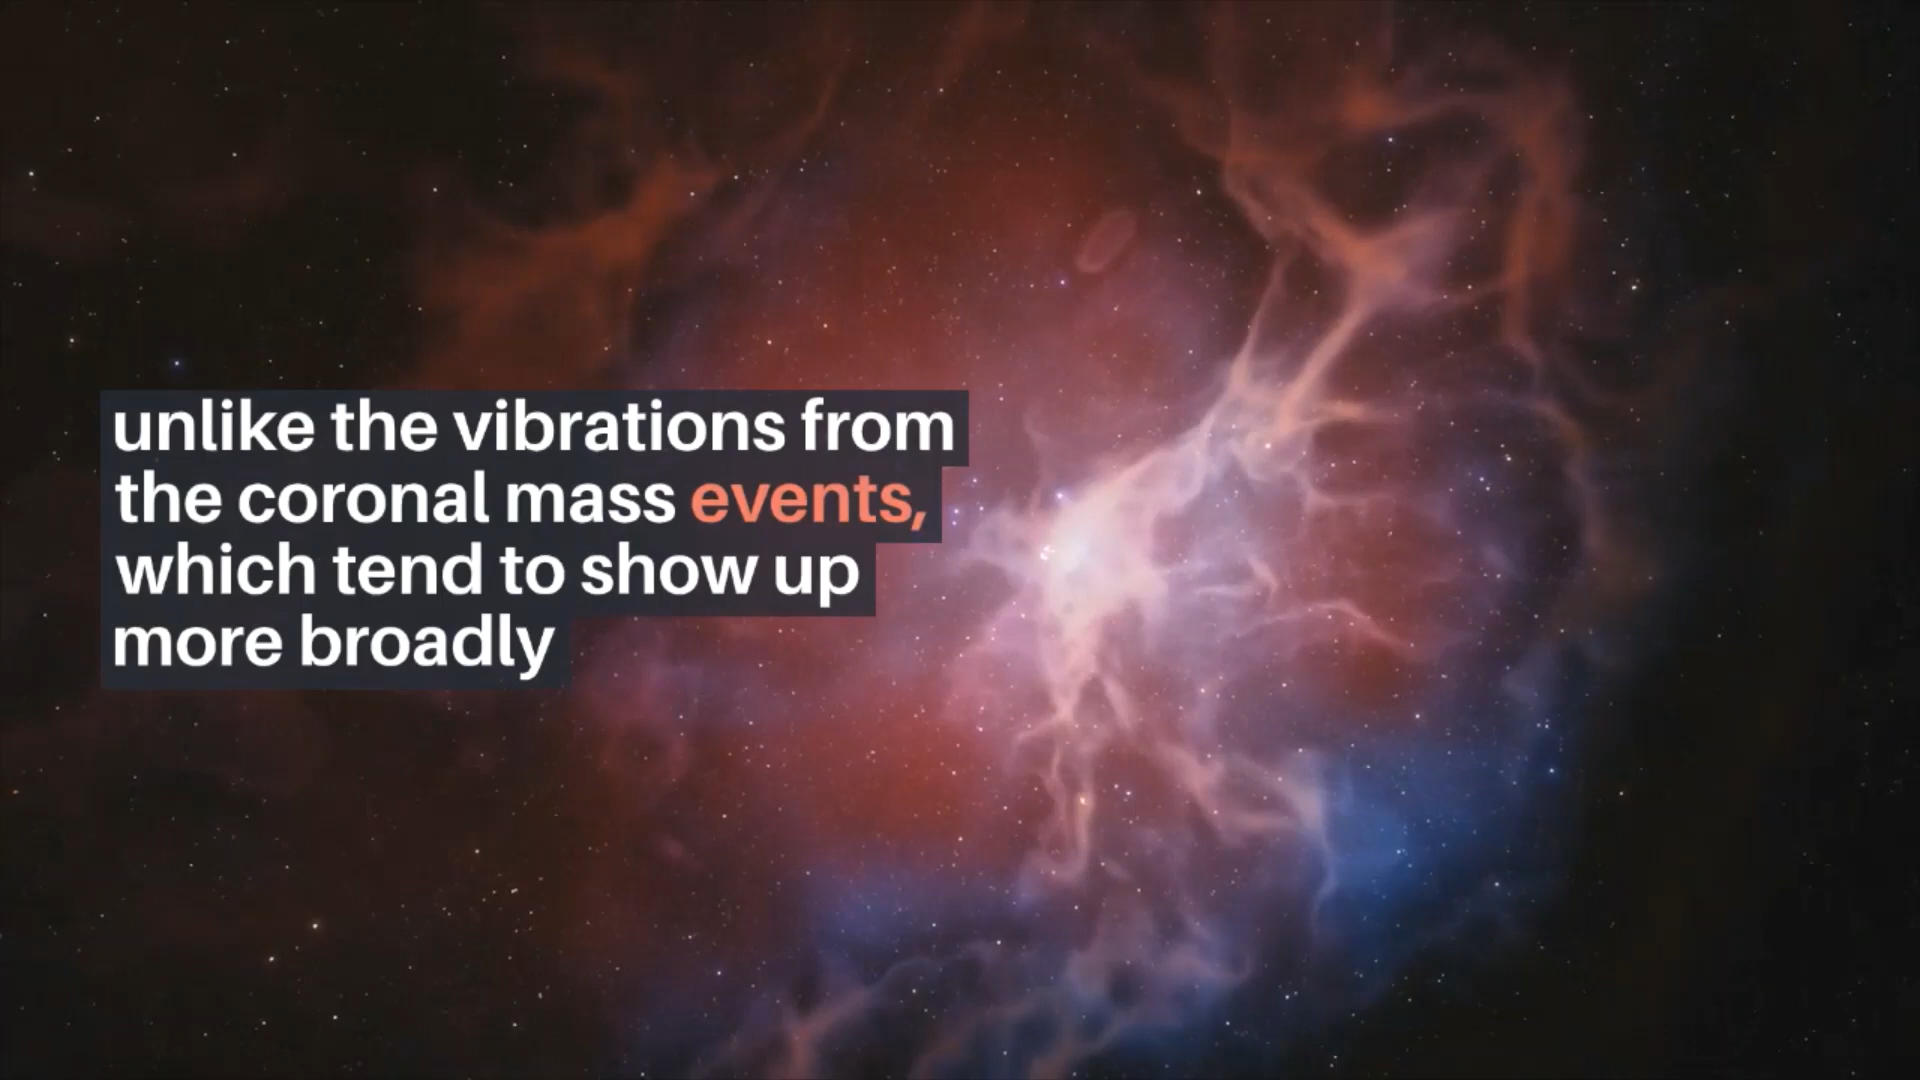 unlike the vibrations from
the coronal mass events,
which tend to show up
more broadly